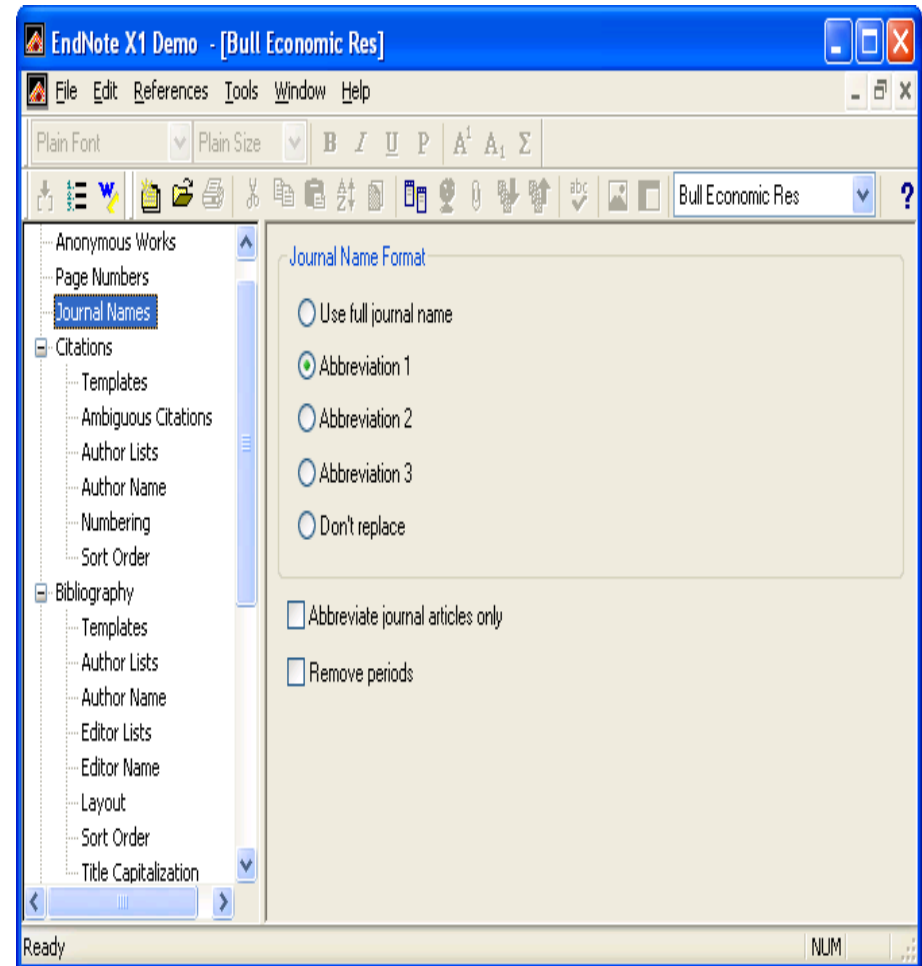 EndNote X1 Demo - [Bull Economic Res]
File Edit References Tools Window Help
Plain Font Plain Size B I U P A1 A1 Σ
abc Bull Economic Res ?
Anonymous Works
Page Numbers
Journal Names
Citations
Templates
Ambiguous Citations
Author Lists
Author Name
Numbering
Sort Order
Bibliography
Templates
Author Lists
Author Name
Editor Lists
Editor Name
Layout
Sort Order
Title Capitalization
Journal Name Format
Use full journal name
Abbreviation 1
Abbreviation 2
Abbreviation 3
Don't replace
Abbreviate journal articles only
Remove periods
Ready NUM